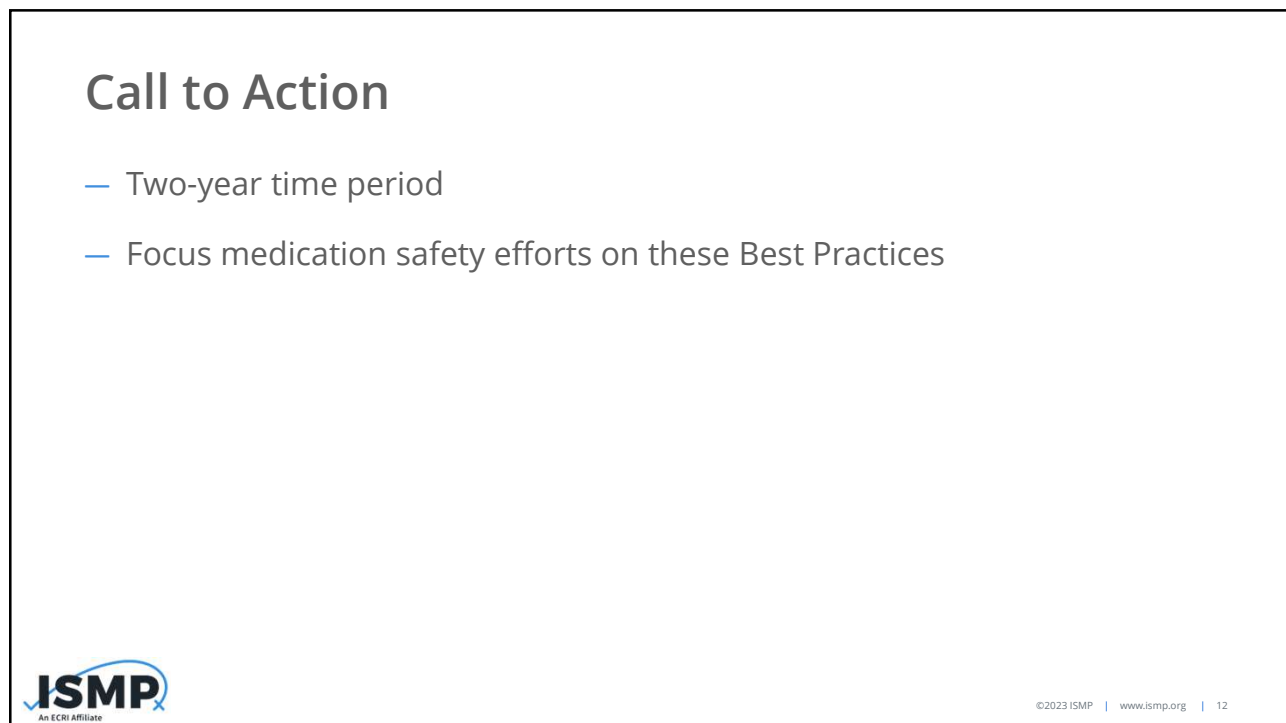 Call to Action
— Two-year time period
— Focus medication safety efforts on these Best Practices
ISMP
An ECRI Affiliate
©2023 ISMP | www.ismp.org | 12